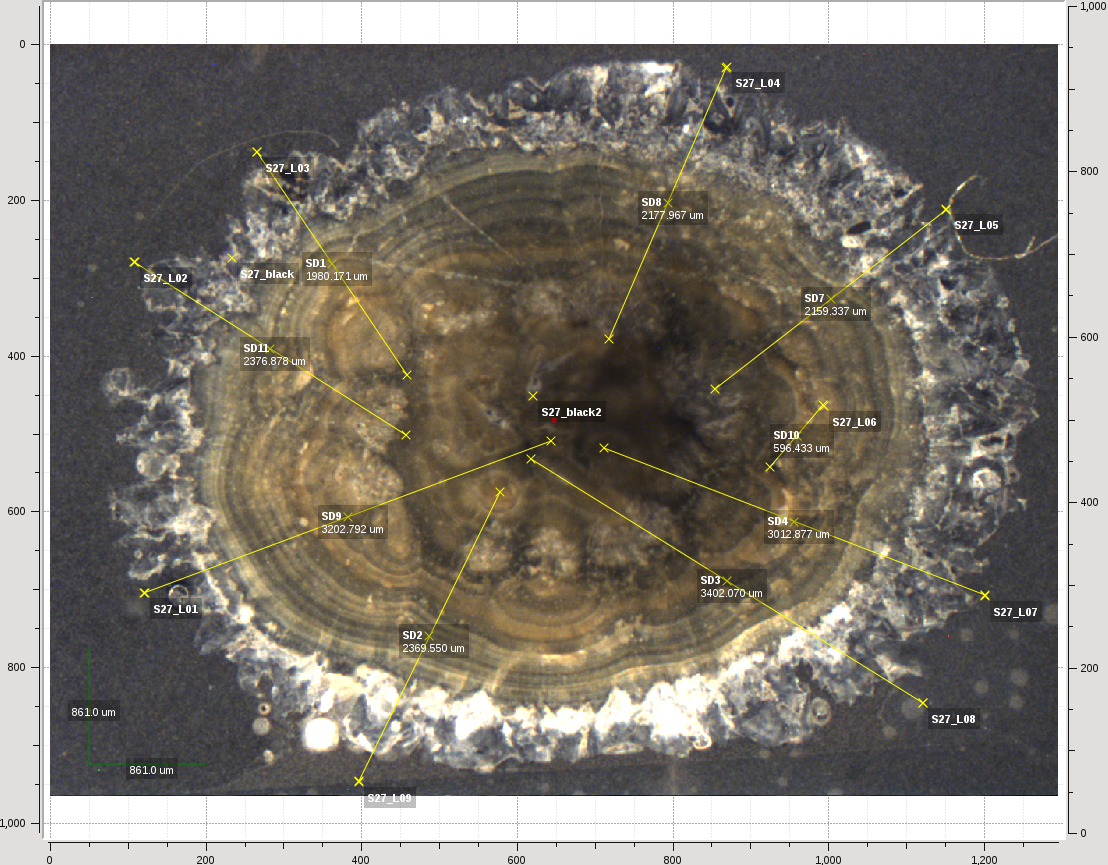 1,000
0
S27_L04
S27_L03
800
200
SD8
2177.967 um
S27_L05
SD1
1980.171 um
S27_black
S27_L02
SD7
2159.337 um
600
400
SD11
2376.878 um
S27_black2
S27_L06
SD10
596.433 um
400
600
SD9
3202.792 um
SD4
3012.877 um
SD3
3402.070 um
S27_L01
S27_L07
SD2
2369.550 um
800
200
861.0 um
S27_L08
861.0 um
S27_L09
1,000
0
0 200 400 600 800 1,000 1,200